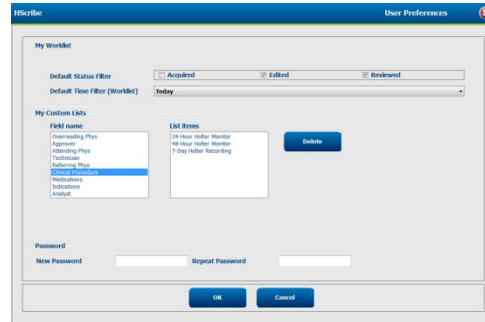 HScribe User Preferences
My Worklist
Default Status Filter Acquired Edited Reviewed
Default Time Filter (Worklist) Today
My Custom Lists
Field name List items
Overreading Phys 24-Hour Holter Monitor
Approver 48-Hour Holter Monitor
Attending Phys 7-Day Holter Recording
Technician
Referring Phys
Clinical Procedure
Medications
Indications
Analyst
Delete
Password
New Password Repeat Password
OK Cancel